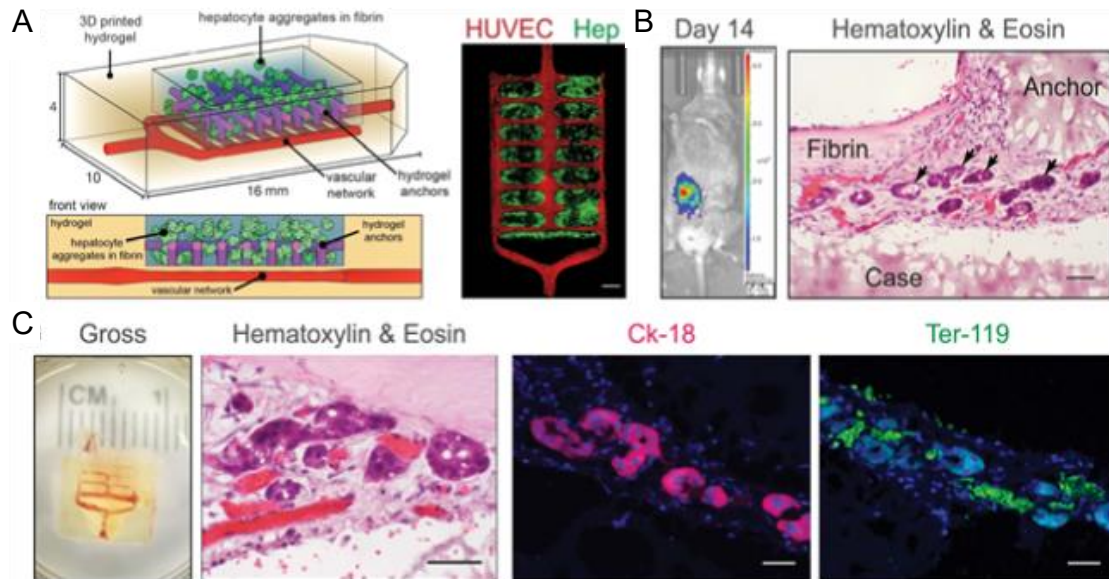 A
3D printed
hydrogel
hepatocyte aggregates in fibrin
4
10
16 mm
vascular
network
hydrogel
anchors
front view
hydrogel
hepatocyte
aggregates in fibrin
hydrogel
anchors
vascular network
HUVEC Hep
B
Day 14
Hematoxylin & Eosin
Anchor
Fibrin
Case
C
Gross
CM
1
Hematoxylin & Eosin
Ck-18
Ter-119